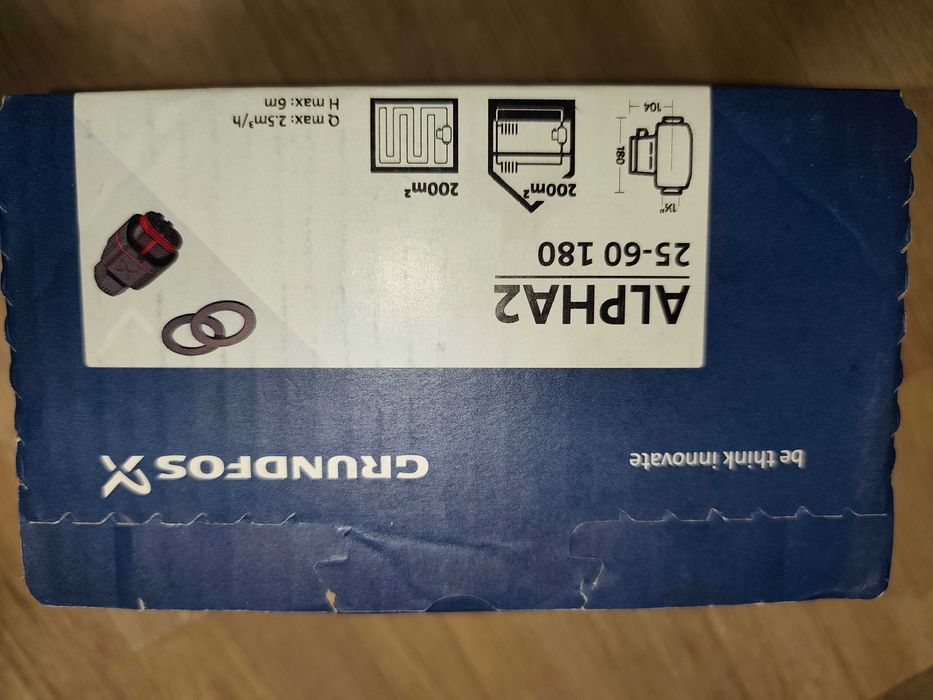 be think innovate
GRUNDFOS
ALPHA2
25-60 180
1½"
180
104
200m²
200m²
Q max: 2.5m³/h
H max: 6m